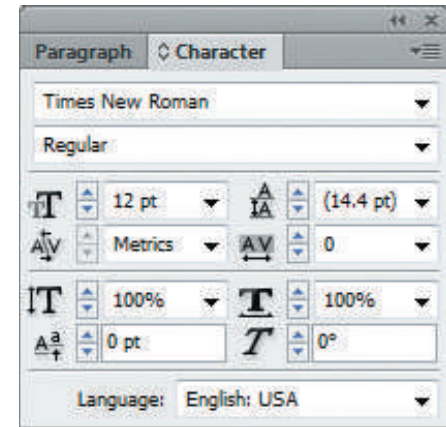 Paragraph Character
Times New Roman
Regular
12 pt (14.4 pt)
Metrics 0
100% 100%
0 pt 0°
Language: English: USA